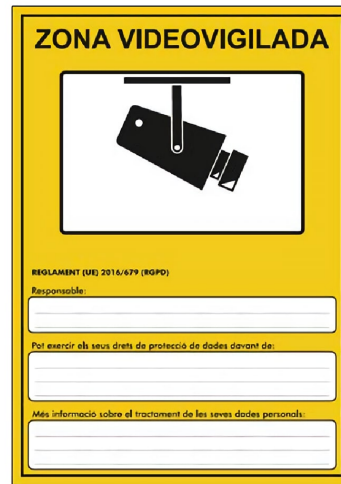 ZONA VIDEOVIGILADA
REGLAMENT (UE) 2016/679 (RGPD)
Responsable:
Pot exercir els seus drets de protecció de dades davant de:
Més informació sobre el tractament de les seves dades personals: